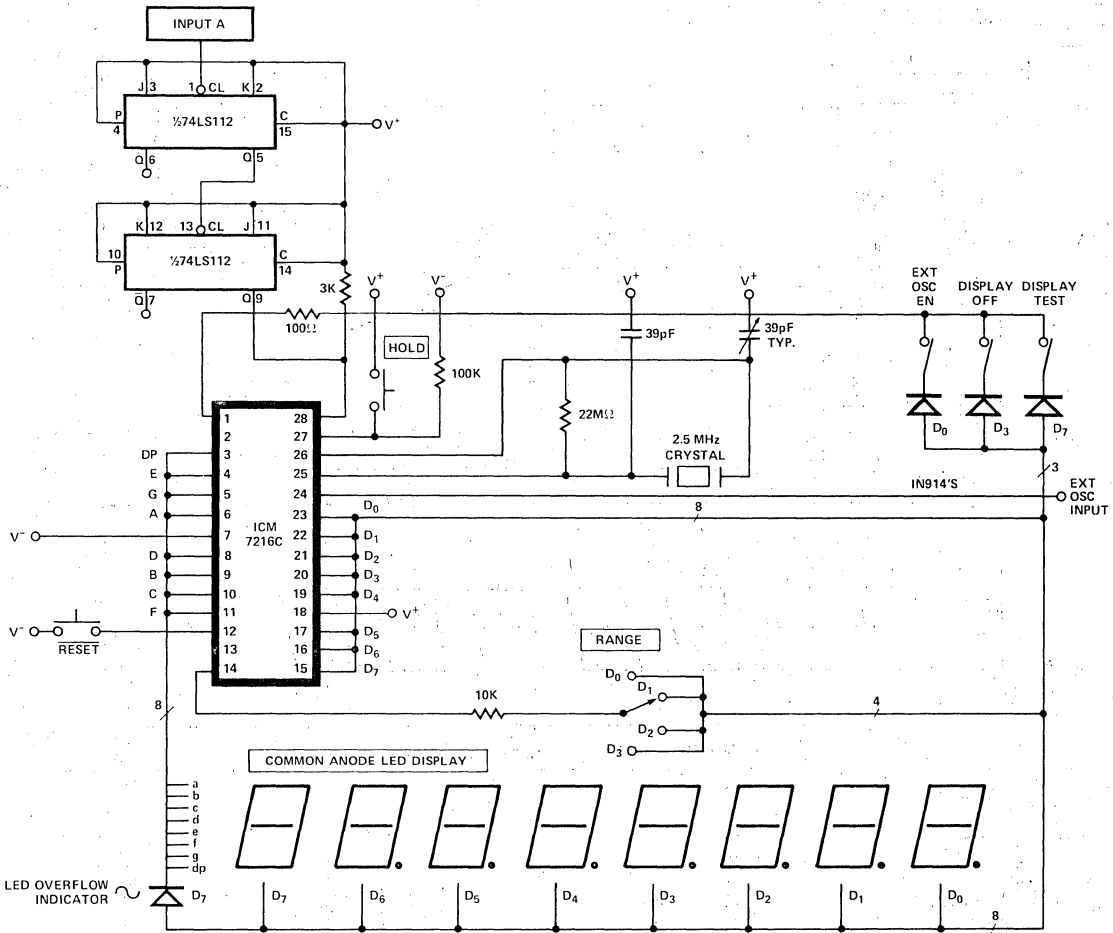 INPUT A
J 3 1 CL K 2
P 4 ½74LS112 C 15
V+
Q 6 Q 5
K 12 13 CL J 11
10 P ½74LS112 C 14
Q̅ 7 Q 9
3K
100Ω
V+ V-
HOLD
100K
V+ V+
39pF 39pF TYP.
22MΩ
2.5 MHz CRYSTAL
EXT OSC EN
DISPLAY OFF
DISPLAY TEST
D0 D3 D7
3
IN914'S
EXT OSC INPUT
ICM 7216C
1 28
2 27
DP 3 26
E 4 25
G 5 24
A 6 23 D0
8
V- 7 22 D1
D 8 21 D2
B 9 20 D3
C 10 19 D4
F 11 18 V+
V- RESET 12 17 D5
13 16 D6
14 15 D7
RANGE
D0
D1
D2
D3
10K
4
8
COMMON ANODE LED DISPLAY
a
b
c
d
e
f
g
dp
LED OVERFLOW INDICATOR
D7 D7 D6 D5 D4 D3 D2 D1 D0
8